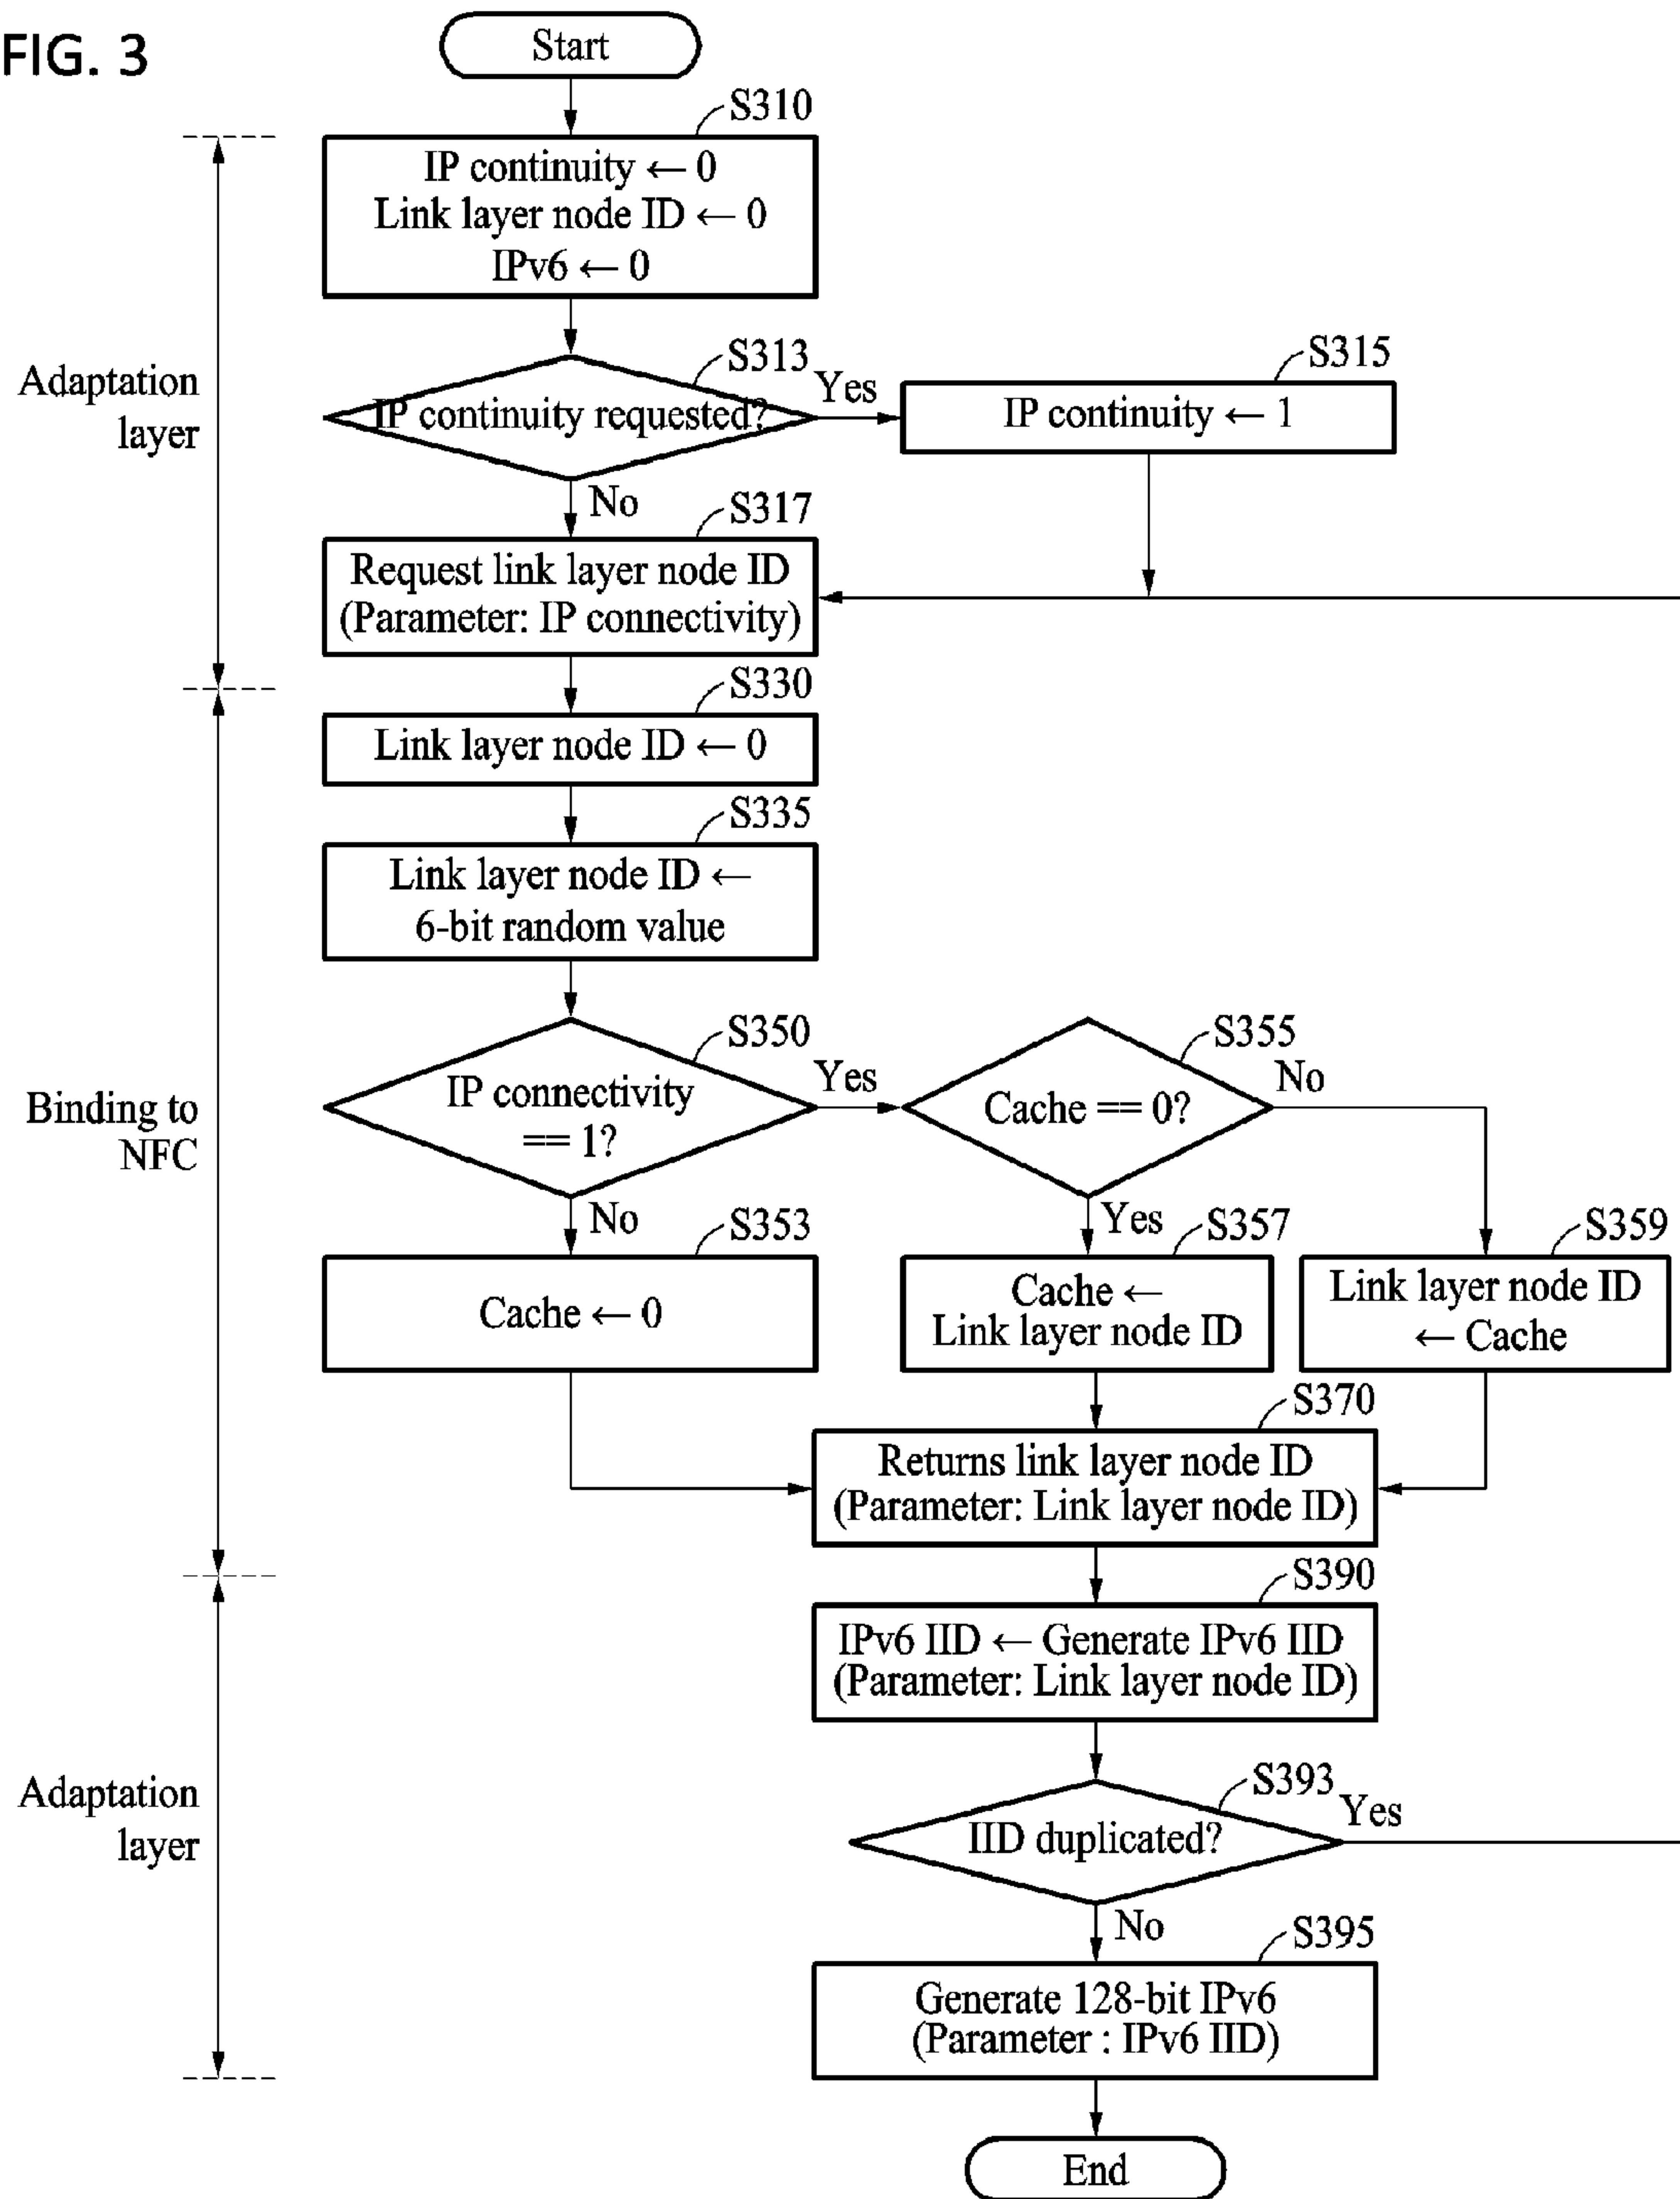 FIG. 3
Start
S310
IP continuity ← 0
Link layer node ID ← 0
IPv6 ← 0
Adaptation
layer
S313
IP continuity requested?
Yes
S315
IP continuity ← 1
No
S317
Request link layer node ID
(Parameter: IP connectivity)
S330
Link layer node ID ← 0
S335
Link layer node ID ←
6-bit random value
Binding to
NFC
S350
IP connectivity
== 1?
Yes
S355
Cache == 0?
No
No
S353
Cache ← 0
Yes
S357
Cache ←
Link layer node ID
S359
Link layer node ID
← Cache
S370
Returns link layer node ID
(Parameter: Link layer node ID)
S390
IPv6 IID ← Generate IPv6 IID
(Parameter: Link layer node ID)
Adaptation
layer
S393
IID duplicated?
Yes
No
S395
Generate 128-bit IPv6
(Parameter : IPv6 IID)
End